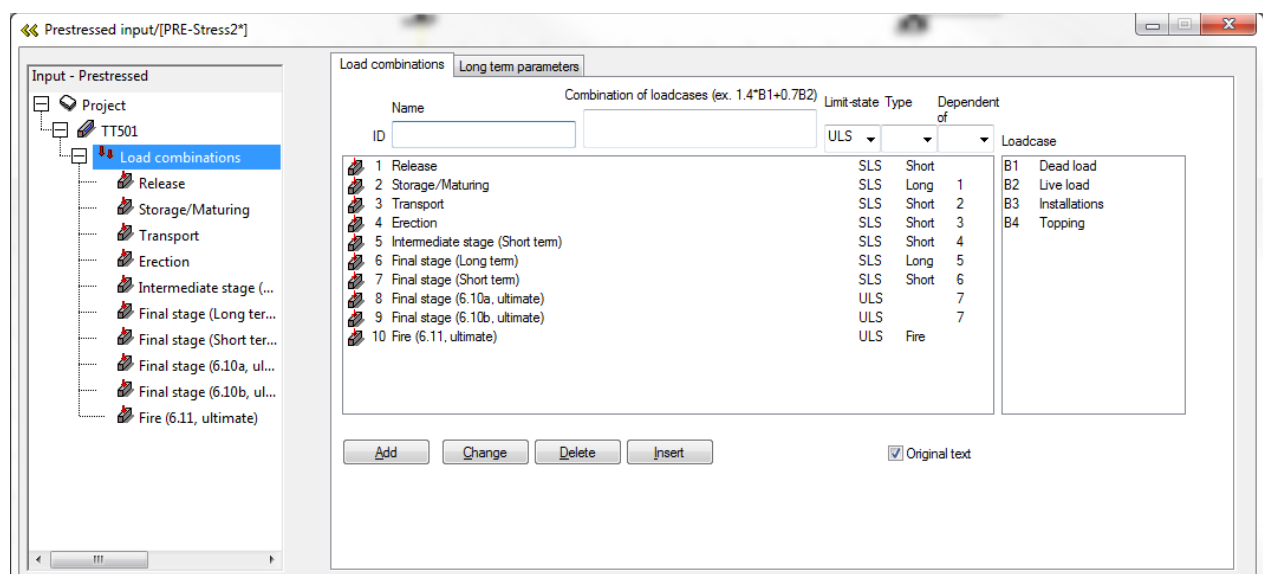 Prestressed input/[PRE-Stress2*]
Input - Prestressed
Project
TT501
Load combinations
Release
Storage/Maturing
Transport
Erection
Intermediate stage (...
Final stage (Long ter...
Final stage (Short ter...
Final stage (6.10a, ul...
Final stage (6.10b, ul...
Fire (6.11, ultimate)
Load combinations Long term parameters
Name Combination of loadcases (ex. 1.4*B1+0.7B2) Limit-state Type Dependent of
ID ULS Loadcase
1 Release SLS Short
2 Storage/Maturing SLS Long 1
3 Transport SLS Short 2
4 Erection SLS Short 3
5 Intermediate stage (Short term) SLS Short 4
6 Final stage (Long term) SLS Long 5
7 Final stage (Short term) SLS Short 6
8 Final stage (6.10a, ultimate) ULS 7
9 Final stage (6.10b, ultimate) ULS 7
10 Fire (6.11, ultimate) ULS Fire
B1 Dead load
B2 Live load
B3 Installations
B4 Topping
Add Change Delete Insert Original text